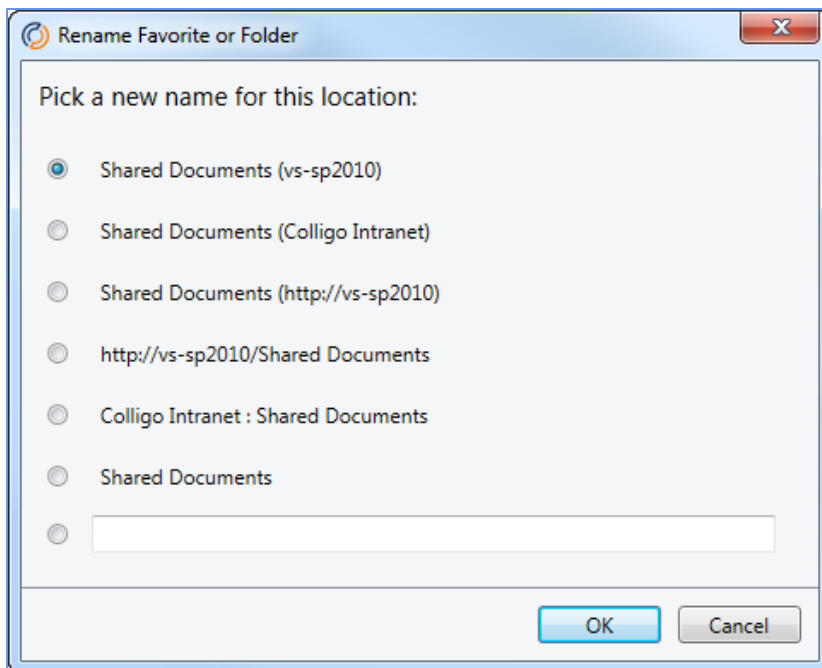 Rename Favorite or Folder
Pick a new name for this location:
Shared Documents (vs-sp2010)
Shared Documents (Colligo Intranet)
Shared Documents (http://vs-sp2010)
http://vs-sp2010/Shared Documents
Colligo Intranet : Shared Documents
Shared Documents
OK Cancel